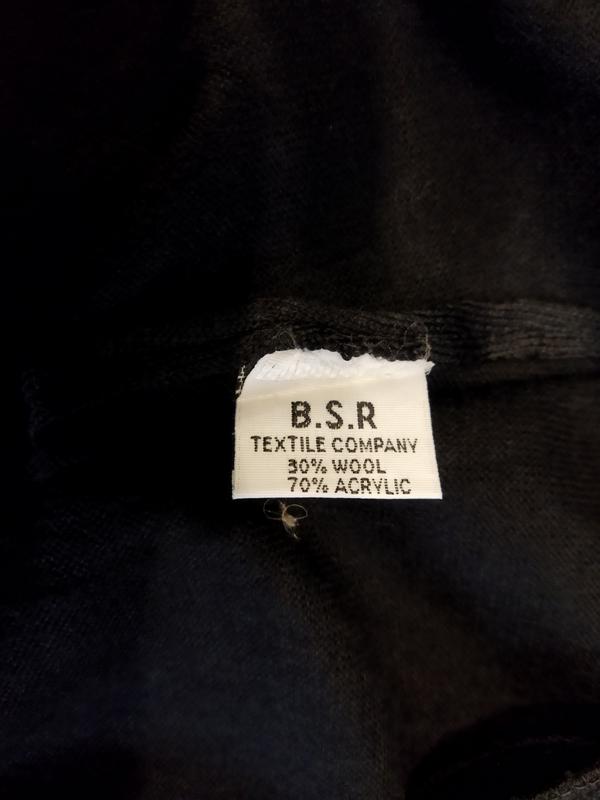 B.S.R
TEXTILE COMPANY
30% WOOL
70% ACRYLIC